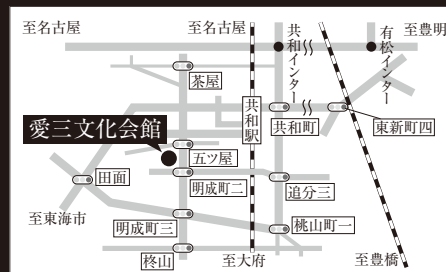 至名古屋
至名古屋
共和インター
有松インター
至豊明
茶屋
共和駅
共和町
東新町四
愛三文化会館
五ツ屋
田面
明成町二
追分三
至東海市
明成町三
桃山町一
柊山
至大府
至豊橋